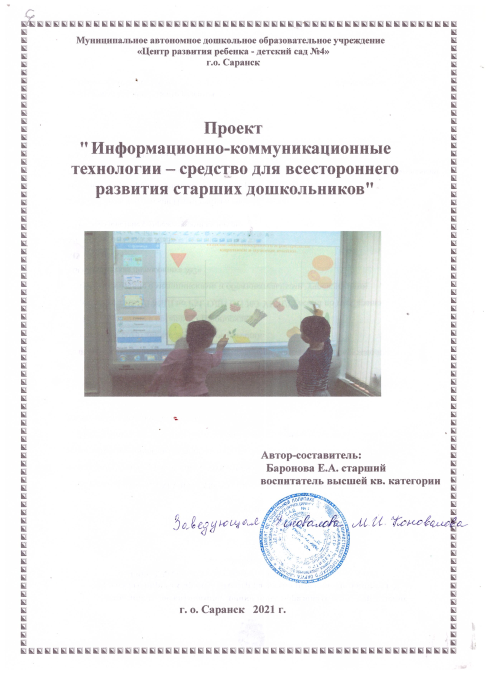 Муниципальное автономное дошкольное образовательное учреждение
«Центр развития ребенка - детский сад №4»
г.о. Саранск
Проект
"Информационно-коммуникационные
технологии – средство для всестороннего
развития старших дошкольников"
Автор-составитель:
Баронова Е.А. старший
воспитатель высшей кв. категории
Заведующая Коновалова М.И. Коновалова
г. о. Саранск 2021 г.